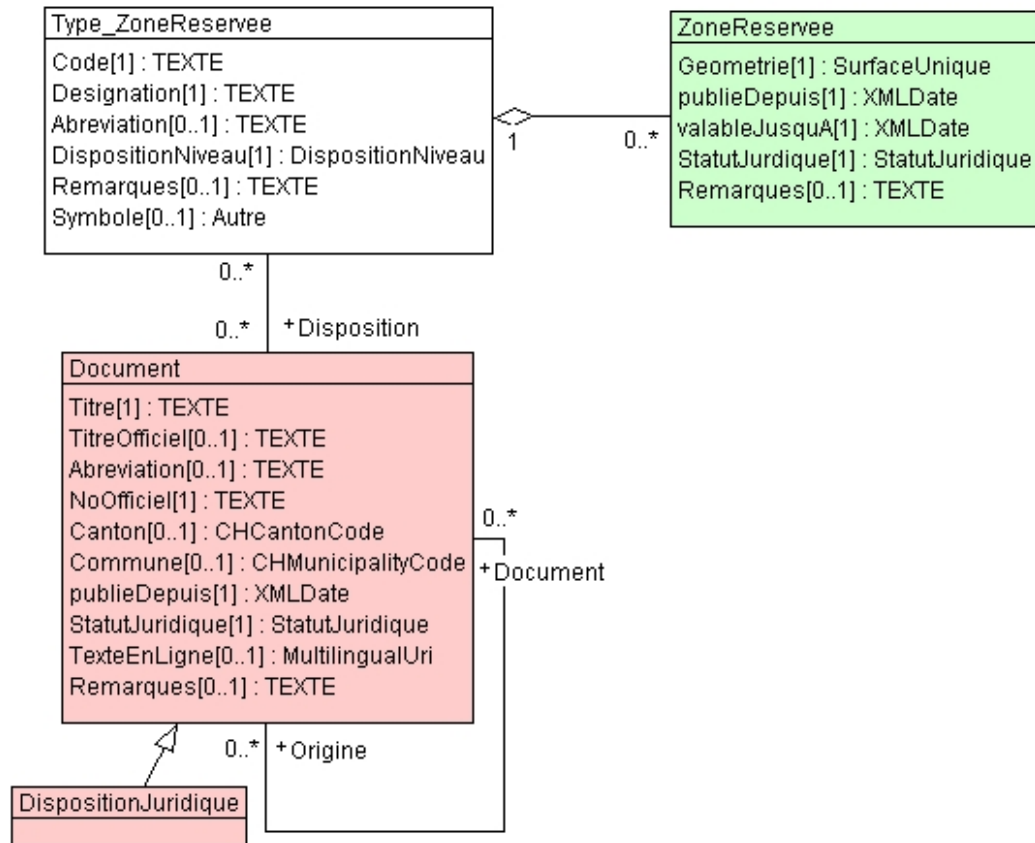 Type_ZoneReservee
Code[1] : TEXTE
Designation[1] : TEXTE
Abreviation[0..1] : TEXTE
DispositionNiveau[1] : DispositionNiveau
Remarques[0..1] : TEXTE
Symbole[0..1] : Autre
ZoneReservee
Geometrie[1] : SurfaceUnique
publieDepuis[1] : XMLDate
valableJusquA[1] : XMLDate
StatutJurdique[1] : StatutJuridique
Remarques[0..1] : TEXTE
1
0..*
0..*
0..*
+Disposition
Document
Titre[1] : TEXTE
TitreOfficiel[0..1] : TEXTE
Abreviation[0..1] : TEXTE
NoOfficiel[1] : TEXTE
Canton[0..1] : CHCantonCode
Commune[0..1] : CHMunicipalityCode
publieDepuis[1] : XMLDate
StatutJuridique[1] : StatutJuridique
TexteEnLigne[0..1] : MultilingualUri
Remarques[0..1] : TEXTE
0..*
+Document
0..*
+Origine
DispositionJuridique